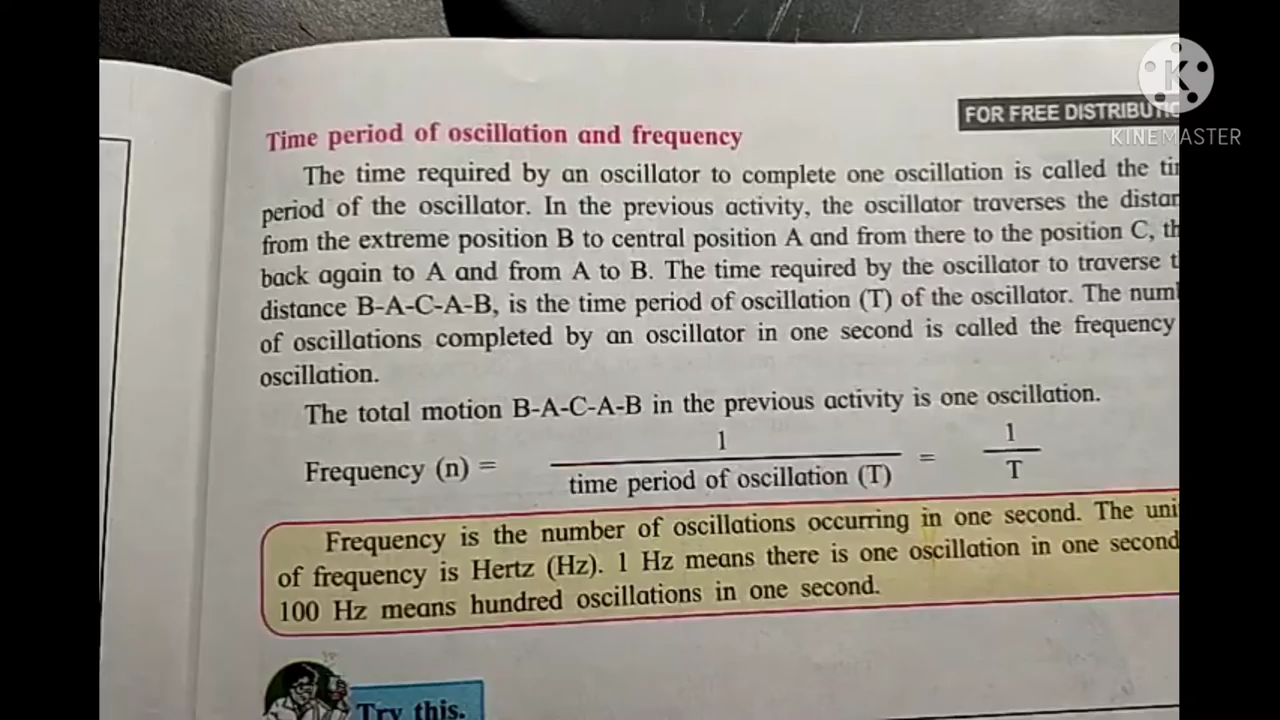 FOR FREE DISTRIBUTIO
KINEMASTER
Time period of oscillation and frequency
The time required by an oscillator to complete one oscillation is called the
period of the oscillator. In the previous activity, the oscillator traverses the distan
from the extreme position B to central position A and from there to the position C, th
back again to A and from A to B. The time required by the oscillator to traverse t
distance B-A-C-A-B, is the time period of oscillation (T) of the oscillator. The num
of oscillations completed by an oscillator in one second is called the frequency
oscillation.
The total motion B-A-C-A-B in the previous activity is one oscillation.
Frequency (n) = 1 / time period of oscillation (T) = 1 / T
Frequency is the number of oscillations occurring in one second. The uni
of frequency is Hertz (Hz). 1 Hz means there is one oscillation in one second
100 Hz means hundred oscillations in one second.
Try this.